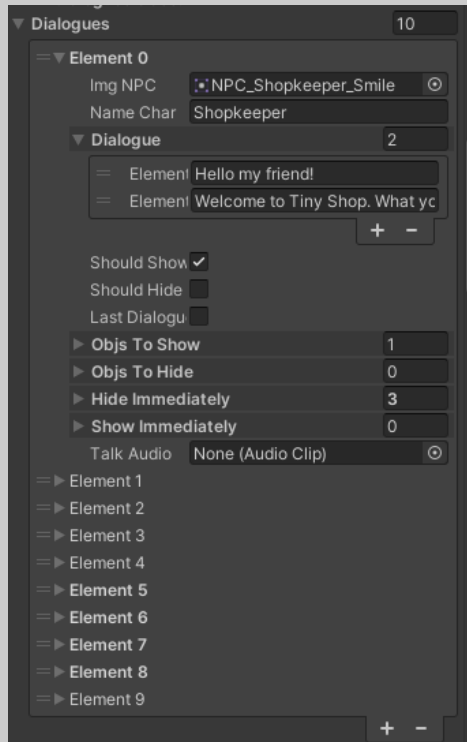 Dialogues 10
Element 0
Img NPC NPC_Shopkeeper_Smile
Name Char Shopkeeper
Dialogue 2
Element Hello my friend!
Element Welcome to Tiny Shop. What yo
Should Show
Should Hide
Last Dialogu
Objs To Show 1
Objs To Hide 0
Hide Immediately 3
Show Immediately 0
Talk Audio None (Audio Clip)
Element 1
Element 2
Element 3
Element 4
Element 5
Element 6
Element 7
Element 8
Element 9